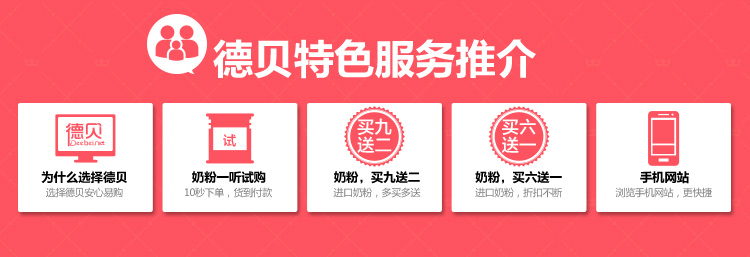 德贝特色服务推介
德贝
Deebei.net
为什么选择德贝
选择德贝安心易购
试
奶粉一听试购
10秒下单，货到付款
买九
送二
奶粉，买九送二
进口奶粉，多买多送
买六
送一
奶粉，买六送一
进口奶粉，折扣不断
手机网站
浏览手机网站，更快捷